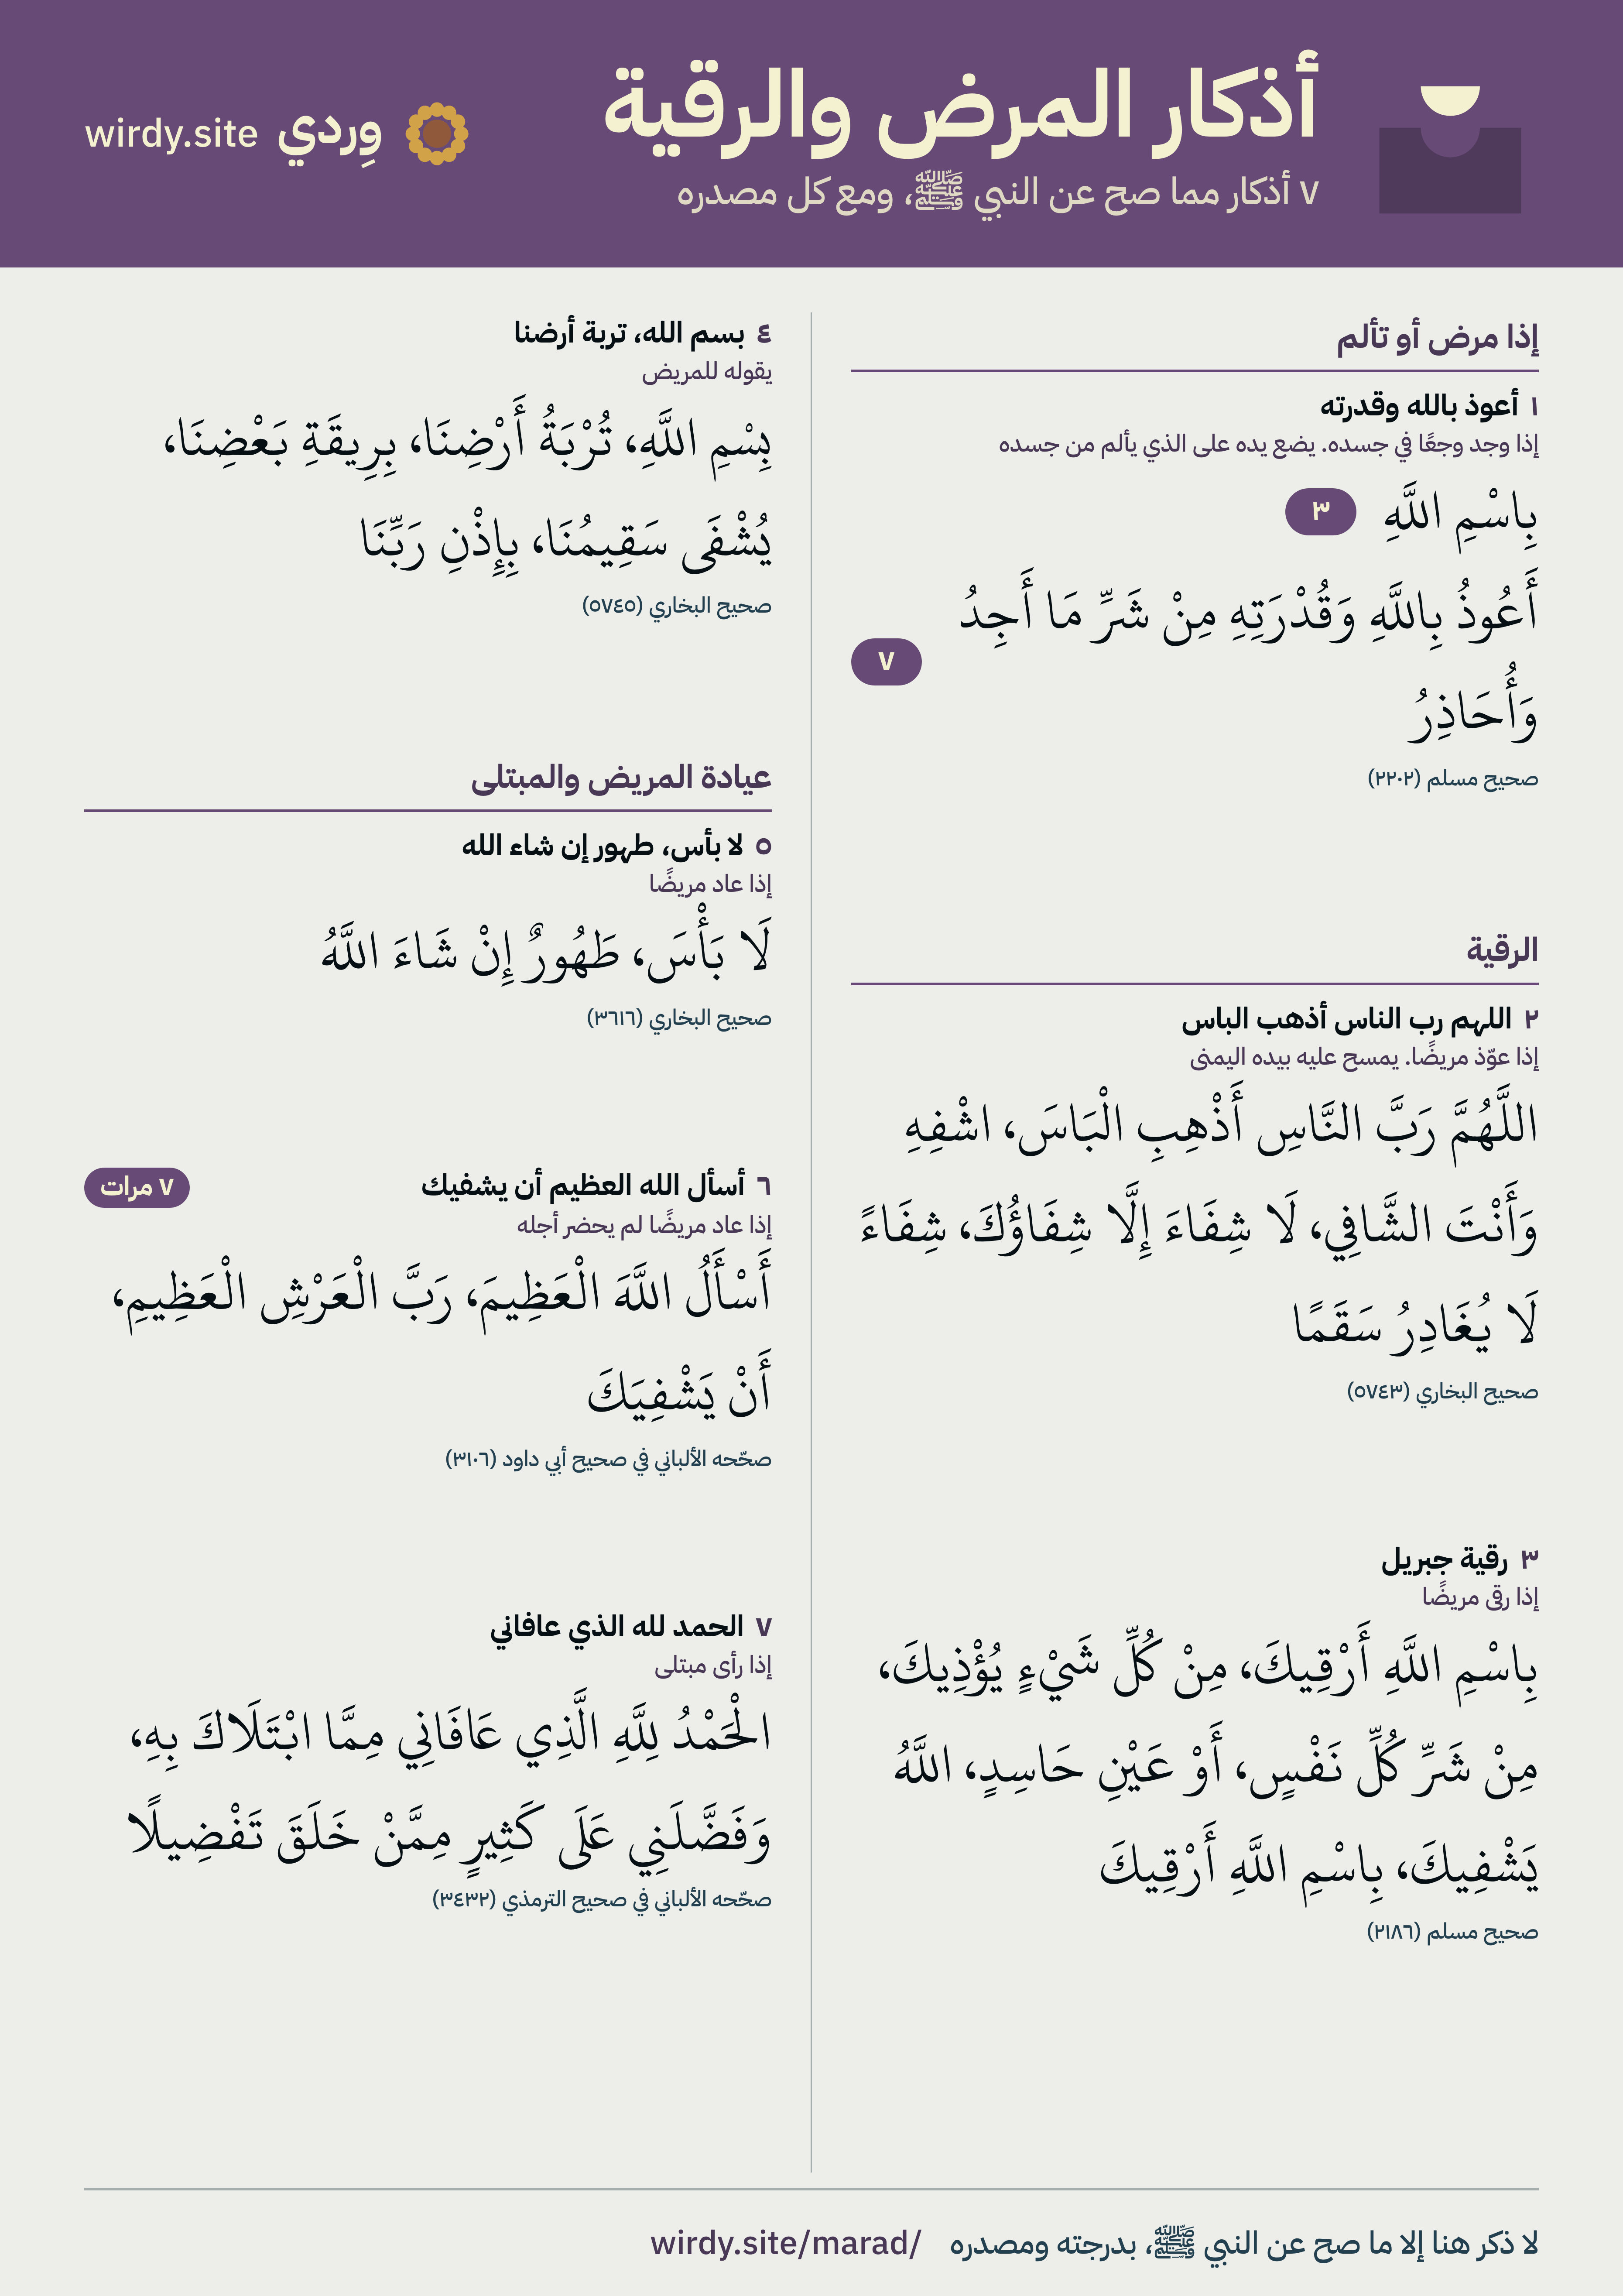 أذكار المرض والرقية
٧ أذكار مما صح عن النبي ﷺ، ومع كل مصدره
وِردي wirdy.site
إذا مرض أو تألم
١ أعوذ بالله وقدرته
إذا وجد وجعًا في جسده. يضع يده على الذي يألم من جسده
بِاسْمِ اللَّهِ ٣
أَعُوذُ بِاللَّهِ وَقُدْرَتِهِ مِنْ شَرِّ مَا أَجِدُ
وَأُحَاذِرُ
٧
صحيح مسلم (٢٢٠٢)
الرقية
٢ اللهم رب الناس أذهب الباس
إذا عوّذ مريضًا. يمسح عليه بيده اليمنى
اللَّهُمَّ رَبَّ النَّاسِ أَذْهِبِ الْبَاسَ، اشْفِهِ
وَأَنْتَ الشَّافِي، لَا شِفَاءَ إِلَّا شِفَاؤُكَ، شِفَاءً
لَا يُغَادِرُ سَقَمًا
صحيح البخاري (٥٧٤٣)
٣ رقية جبريل
إذا رقى مريضًا
بِاسْمِ اللَّهِ أَرْقِيكَ، مِنْ كُلِّ شَيْءٍ يُؤْذِيكَ،
مِنْ شَرِّ كُلِّ نَفْسٍ، أَوْ عَيْنِ حَاسِدٍ، اللَّهُ
يَشْفِيكَ، بِاسْمِ اللَّهِ أَرْقِيكَ
صحيح مسلم (٢١٨٦)
٤ بسم الله، تربة أرضنا
يقوله للمريض
بِسْمِ اللَّهِ، تُرْبَةُ أَرْضِنَا، بِرِيقَةِ بَعْضِنَا،
يُشْفَى سَقِيمُنَا، بِإِذْنِ رَبِّنَا
صحيح البخاري (٥٧٤٥)
عيادة المريض والمبتلى
٥ لا بأس، طهور إن شاء الله
إذا عاد مريضًا
لَا بَأْسَ، طَهُورٌ إِنْ شَاءَ اللَّهُ
صحيح البخاري (٣٦١٦)
٦ أسأل الله العظيم أن يشفيك ٧ مرات
إذا عاد مريضًا لم يحضر أجله
أَسْأَلُ اللَّهَ الْعَظِيمَ، رَبَّ الْعَرْشِ الْعَظِيمِ،
أَنْ يَشْفِيَكَ
صحّحه الألباني في صحيح أبي داود (٣١٠٦)
٧ الحمد لله الذي عافاني
إذا رأى مبتلى
الْحَمْدُ لِلَّهِ الَّذِي عَافَانِي مِمَّا ابْتَلَاكَ بِهِ،
وَفَضَّلَنِي عَلَى كَثِيرٍ مِمَّنْ خَلَقَ تَفْضِيلًا
صحّحه الألباني في صحيح الترمذي (٣٤٣٢)
لا ذكر هنا إلا ما صح عن النبي ﷺ، بدرجته ومصدره wirdy.site/marad/